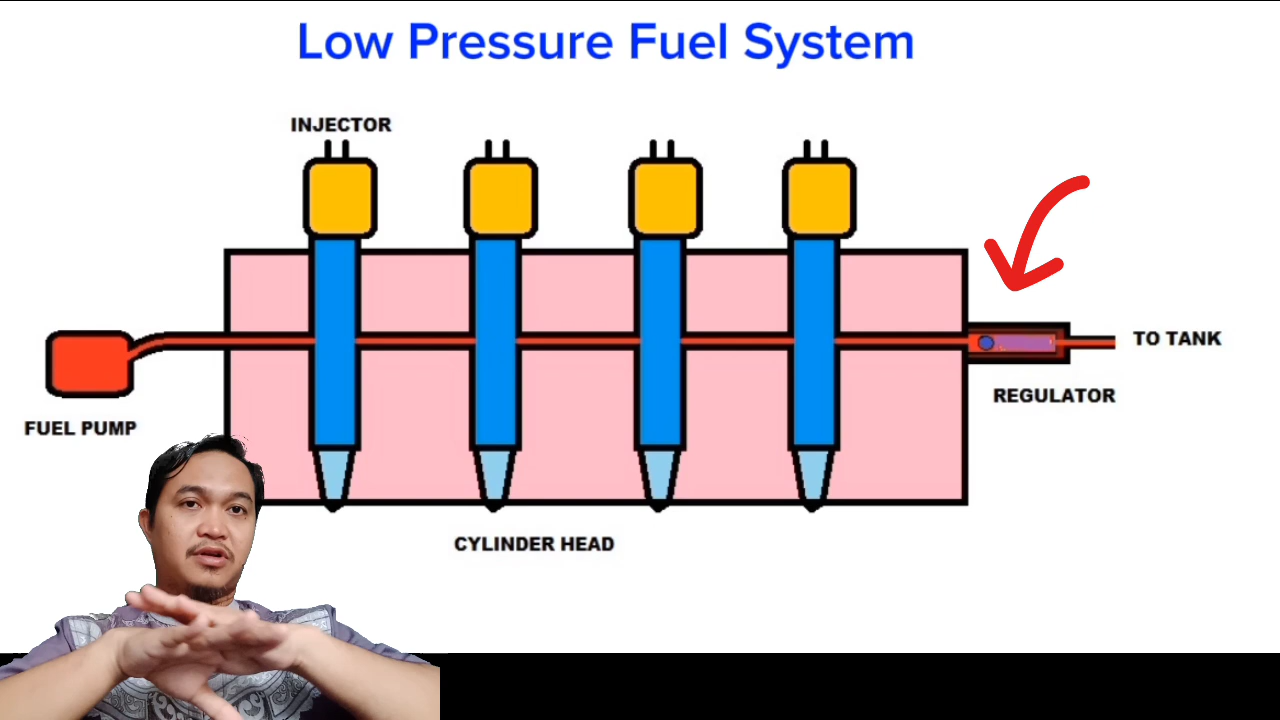 Low Pressure Fuel System
INJECTOR
TO TANK
REGULATOR
FUEL PUMP
CYLINDER HEAD